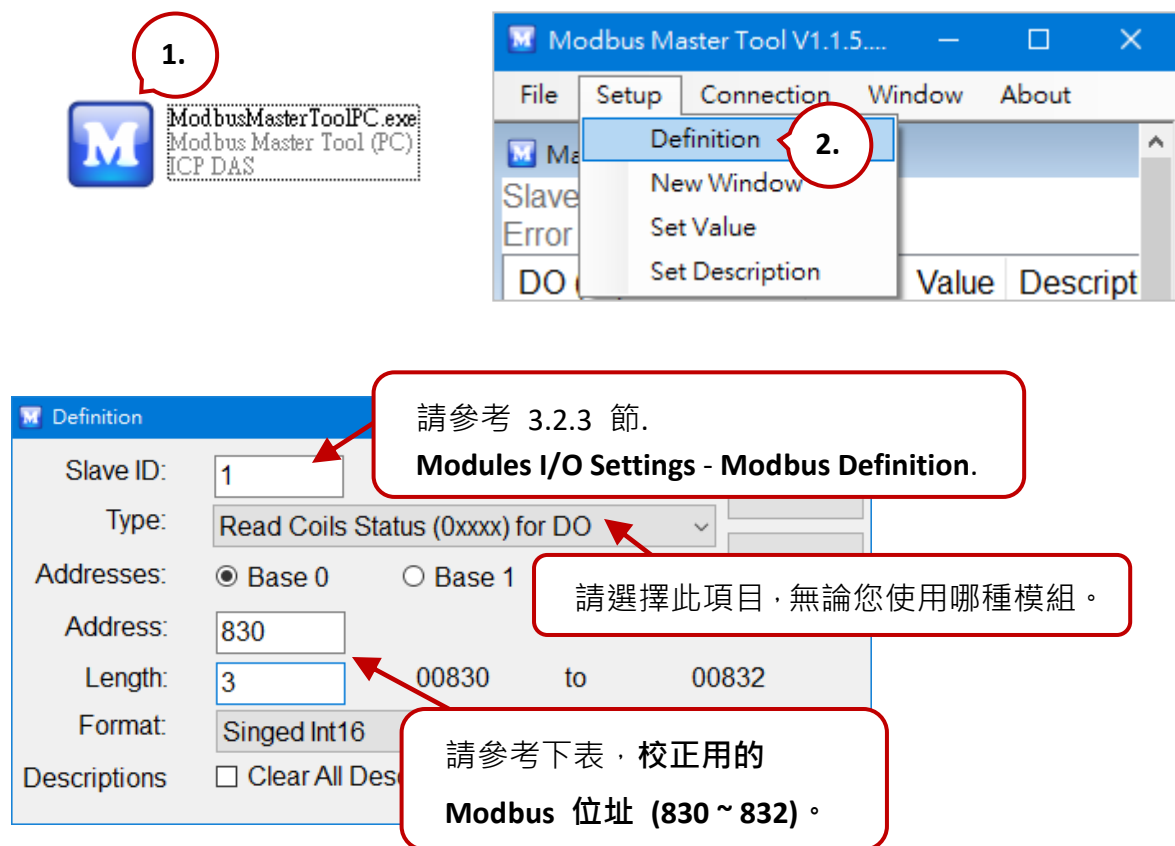 1.
M
ModbusMasterToolPC.exe
Modbus Master Tool (PC)
ICP DAS
M Modbus Master Tool V1.1.5....
File Setup Connection Window About
Definition
2.
New Window
Slave
Set Value
Error
Set Description
DO (
Value Descript
請參考 3.2.3 節.
Modules I/O Settings - Modbus Definition.
M Definition
Slave ID: 1
Type: Read Coils Status (0xxxx) for DO
Addresses: Base 0 Base 1
請選擇此項目,無論您使用哪種模組。
Address: 830
Length: 3 00830 to 00832
Format: Singed Int16
Descriptions Clear All Des
請參考下表,校正用的
Modbus 位址 (830 ~ 832)。